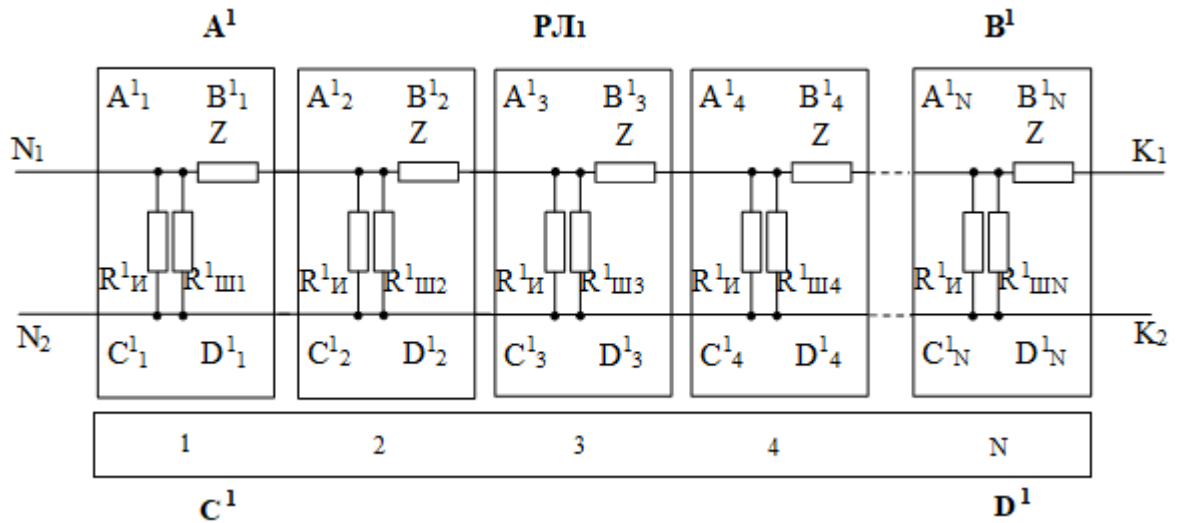 A¹ РЛ1 B¹
A¹₁ B¹₁ A¹₂ B¹₂ A¹₃ B¹₃ A¹₄ B¹₄ A¹N B¹N
Z Z Z Z Z
N₁ K₁
R¹И R¹Ш1 R¹И R¹Ш2 R¹И R¹Ш3 R¹И R¹Ш4 R¹И R¹ШN
N₂ K₂
C¹₁ D¹₁ C¹₂ D¹₂ C¹₃ D¹₃ C¹₄ D¹₄ C¹N D¹N
1 2 3 4 N
C¹ D¹